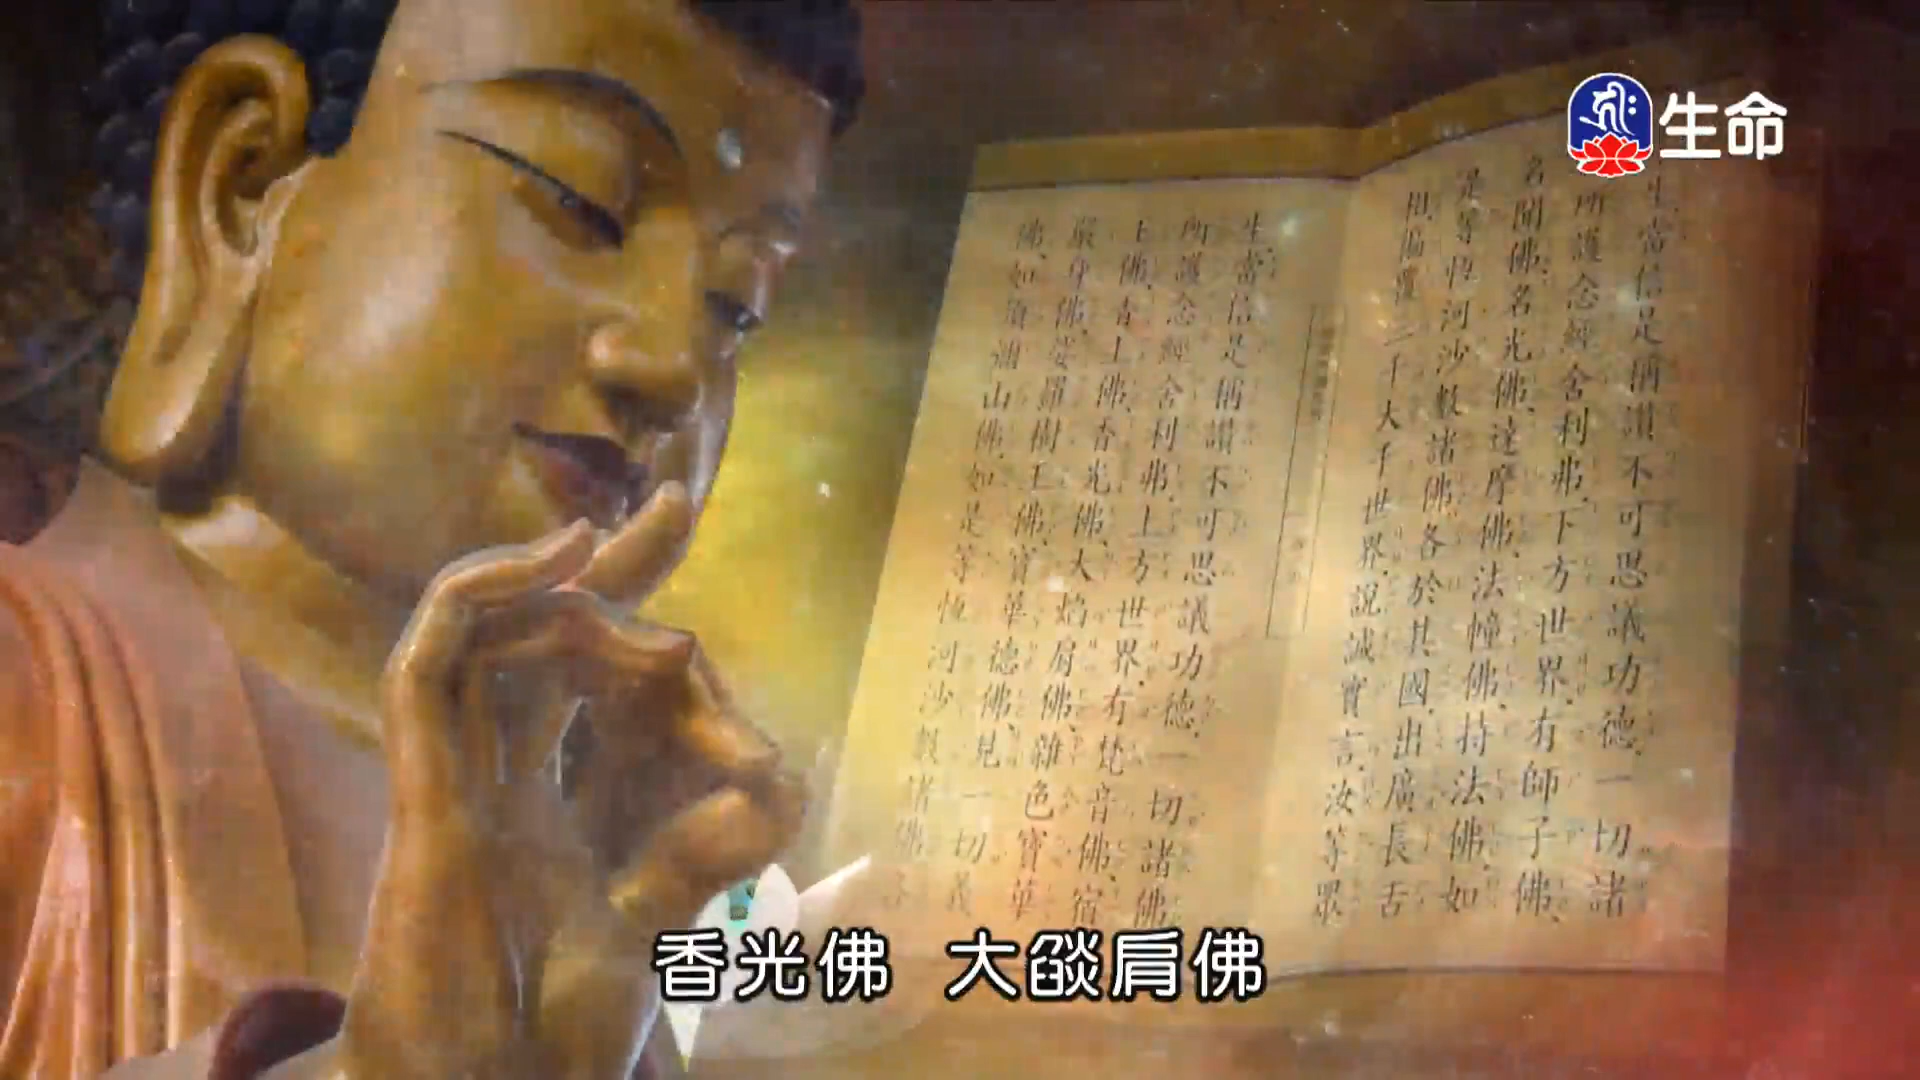 生命
生當信是稱讚不可思議功德一切諸
所護念經舍利弗下方世界有師子佛、
名聞佛、名光佛、達摩佛、法幢佛、持法佛、如
是等恆河沙數諸佛、各於其國、出廣長舌
相、徧覆三千大千世界、說誠實言、汝等眾
生、當信是稱讚不可思議功德、一切諸佛
所護念經舍利弗、上方世界、有梵音佛、宿
王佛、香上佛、香光佛、大焰肩佛、雜色寶華
嚴身佛、娑羅樹王佛、寶華德佛、見一切義
佛、如須彌山佛、如是等恆河沙數諸佛、各
香光佛 大燄肩佛